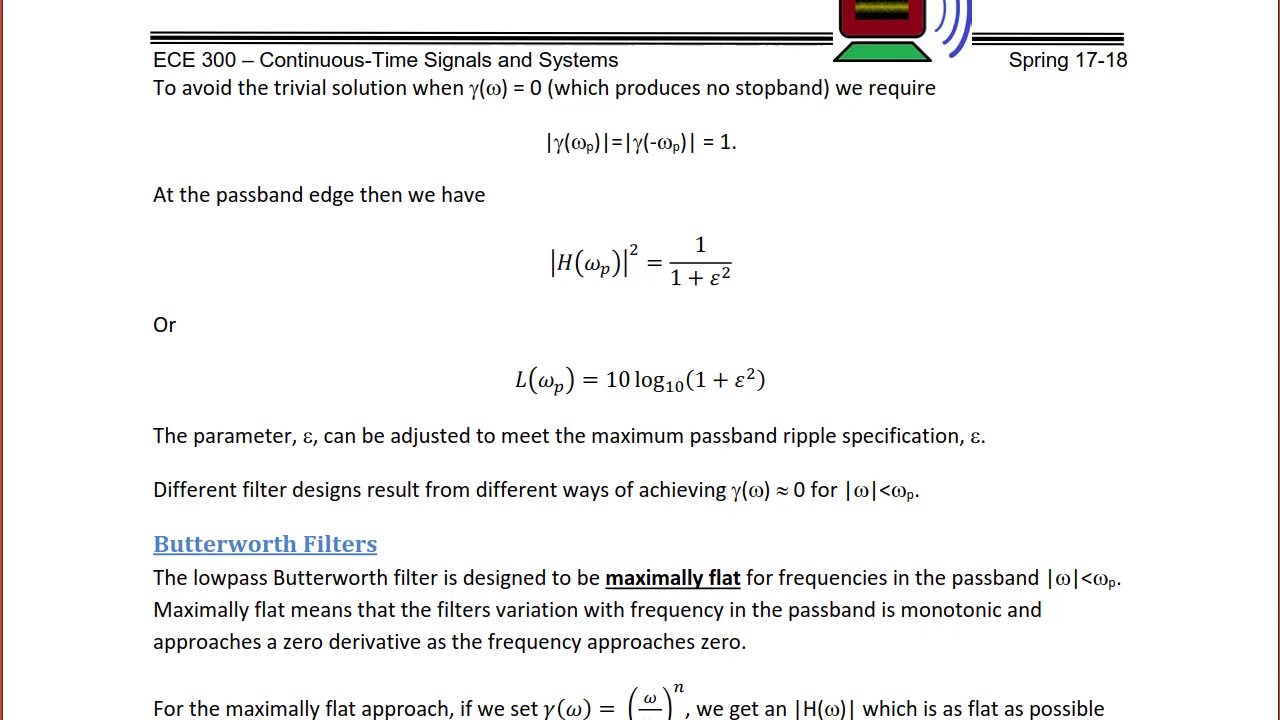 ECE 300 – Continuous-Time Signals and Systems Spring 17-18
To avoid the trivial solution when γ(ω) = 0 (which produces no stopband) we require
|γ(ωₚ)|=|γ(-ωₚ)| = 1.
At the passband edge then we have
|H(ωₚ)|² = 1 / (1 + ε²)
Or
L(ωₚ) = 10 log₁₀(1 + ε²)
The parameter, ε, can be adjusted to meet the maximum passband ripple specification, ε.
Different filter designs result from different ways of achieving γ(ω) ≈ 0 for |ω|<ωₚ.
Butterworth Filters
The lowpass Butterworth filter is designed to be maximally flat for frequencies in the passband |ω|<ωₚ.
Maximally flat means that the filters variation with frequency in the passband is monotonic and
approaches a zero derivative as the frequency approaches zero.
For the maximally flat approach, if we set γ(ω) = (ω/)ⁿ, we get an |H(ω)| which is as flat as possible